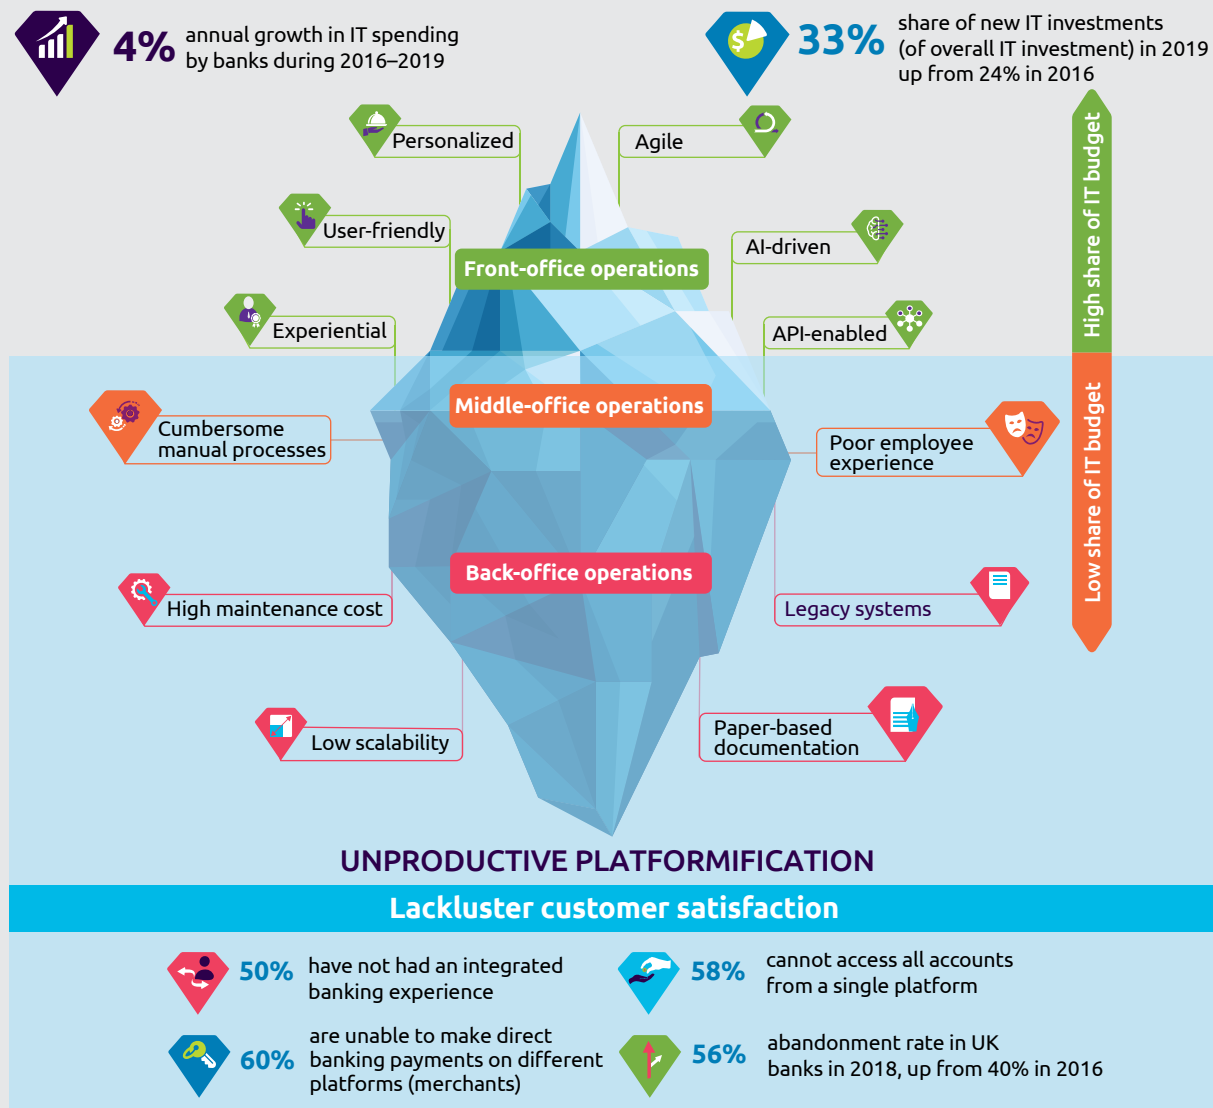 4% annual growth in IT spending
by banks during 2016–2019
33% share of new IT investments
(of overall IT investment) in 2019
up from 24% in 2016
Personalized
Agile
User-friendly
AI-driven
Front-office operations
Experiential
API-enabled
High share of IT budget
Middle-office operations
Cumbersome
manual processes
Poor employee
experience
Low share of IT budget
Back-office operations
High maintenance cost
Legacy systems
Low scalability
Paper-based
documentation
UNPRODUCTIVE PLATFORMIFICATION
Lackluster customer satisfaction
50% have not had an integrated
banking experience
58% cannot access all accounts
from a single platform
60% are unable to make direct
banking payments on different
platforms (merchants)
56% abandonment rate in UK
banks in 2018, up from 40% in 2016